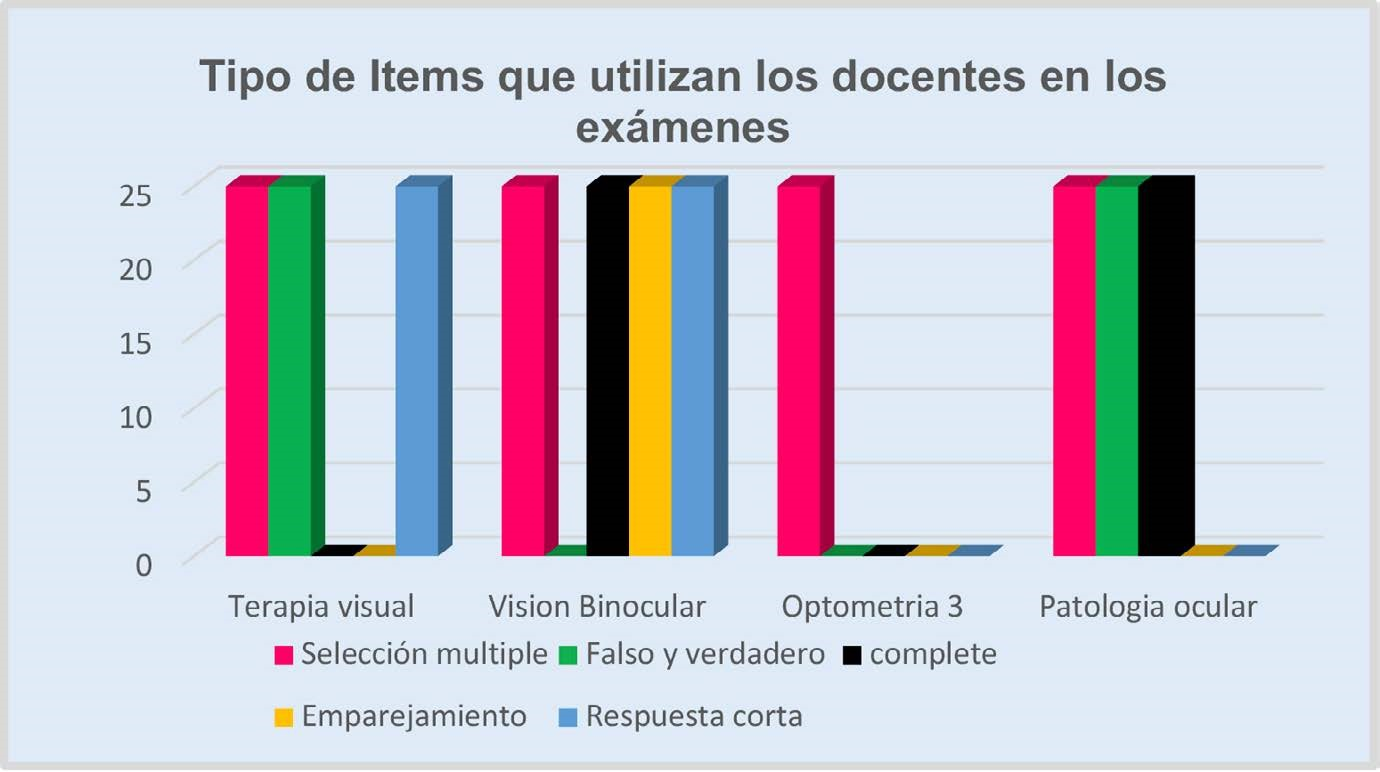 Tipo de Items que utilizan los docentes en los
exámenes
25
20
15
10
5
0
Terapia visual Vision Binocular Optometria 3 Patologia ocular
Selección multiple Falso y verdadero complete
Emparejamiento Respuesta corta